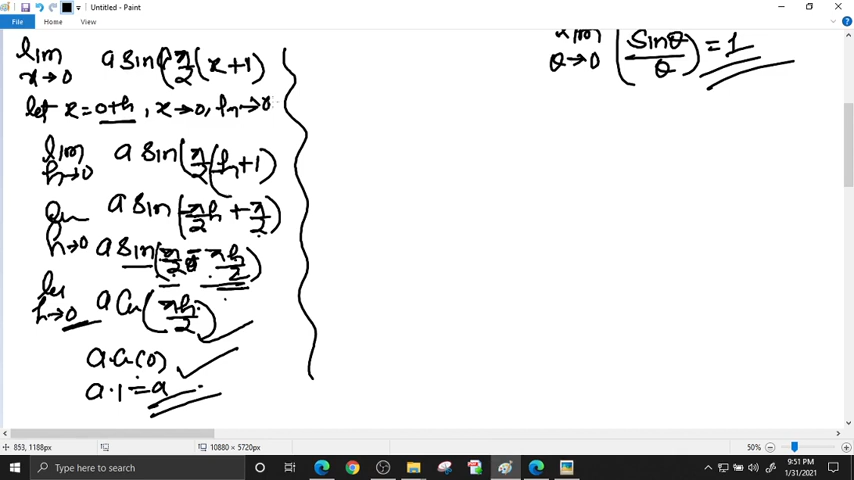 Untitled - Paint
File
Home
View
lim x→0 a sin(π/2(x+1)
let x = 0+h, x→0, h→0
lim h→0 a sin(π/2(h+1)
h→0 a sin(πh/2 + π/2)
h→0 a sin(π/2 + πh/2)
h→0 a Cos(πh/2)
a.Cos(0)
a.1 = a
lim θ→0 (sinθ/θ) = 1
853, 1188px
10880 × 5720px
50%
Type here to search
9:51 PM
1/31/2021